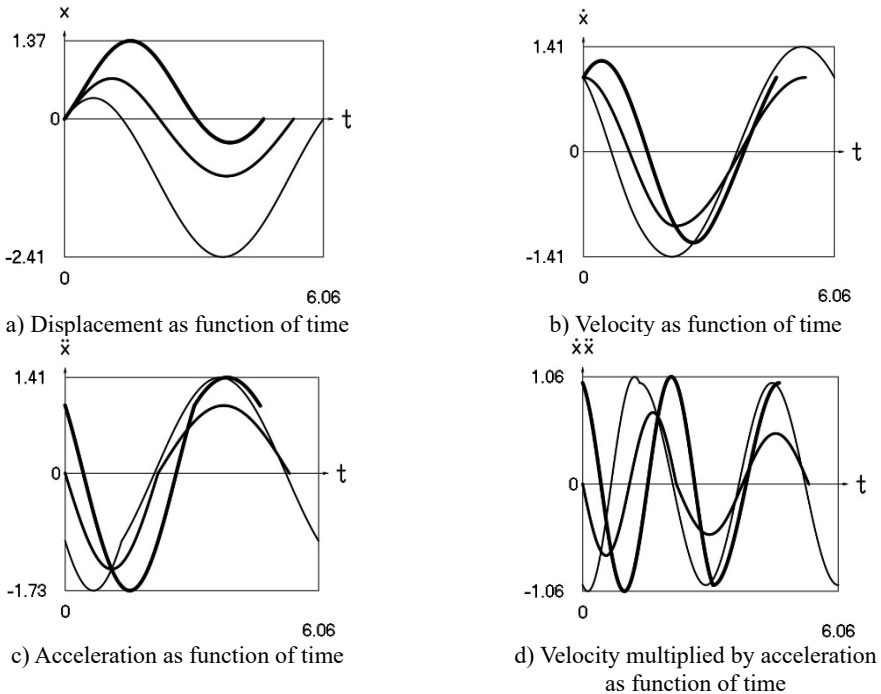 x
1.37
0
t
-2.41
0
6.06
a) Displacement as function of time
ẋ
1.41
0
t
-1.41
0
6.06
b) Velocity as function of time
ẍ
1.41
0
t
-1.73
0
6.06
c) Acceleration as function of time
ẋẍ
1.06
0
t
-1.06
0
6.06
d) Velocity multiplied by acceleration
as function of time